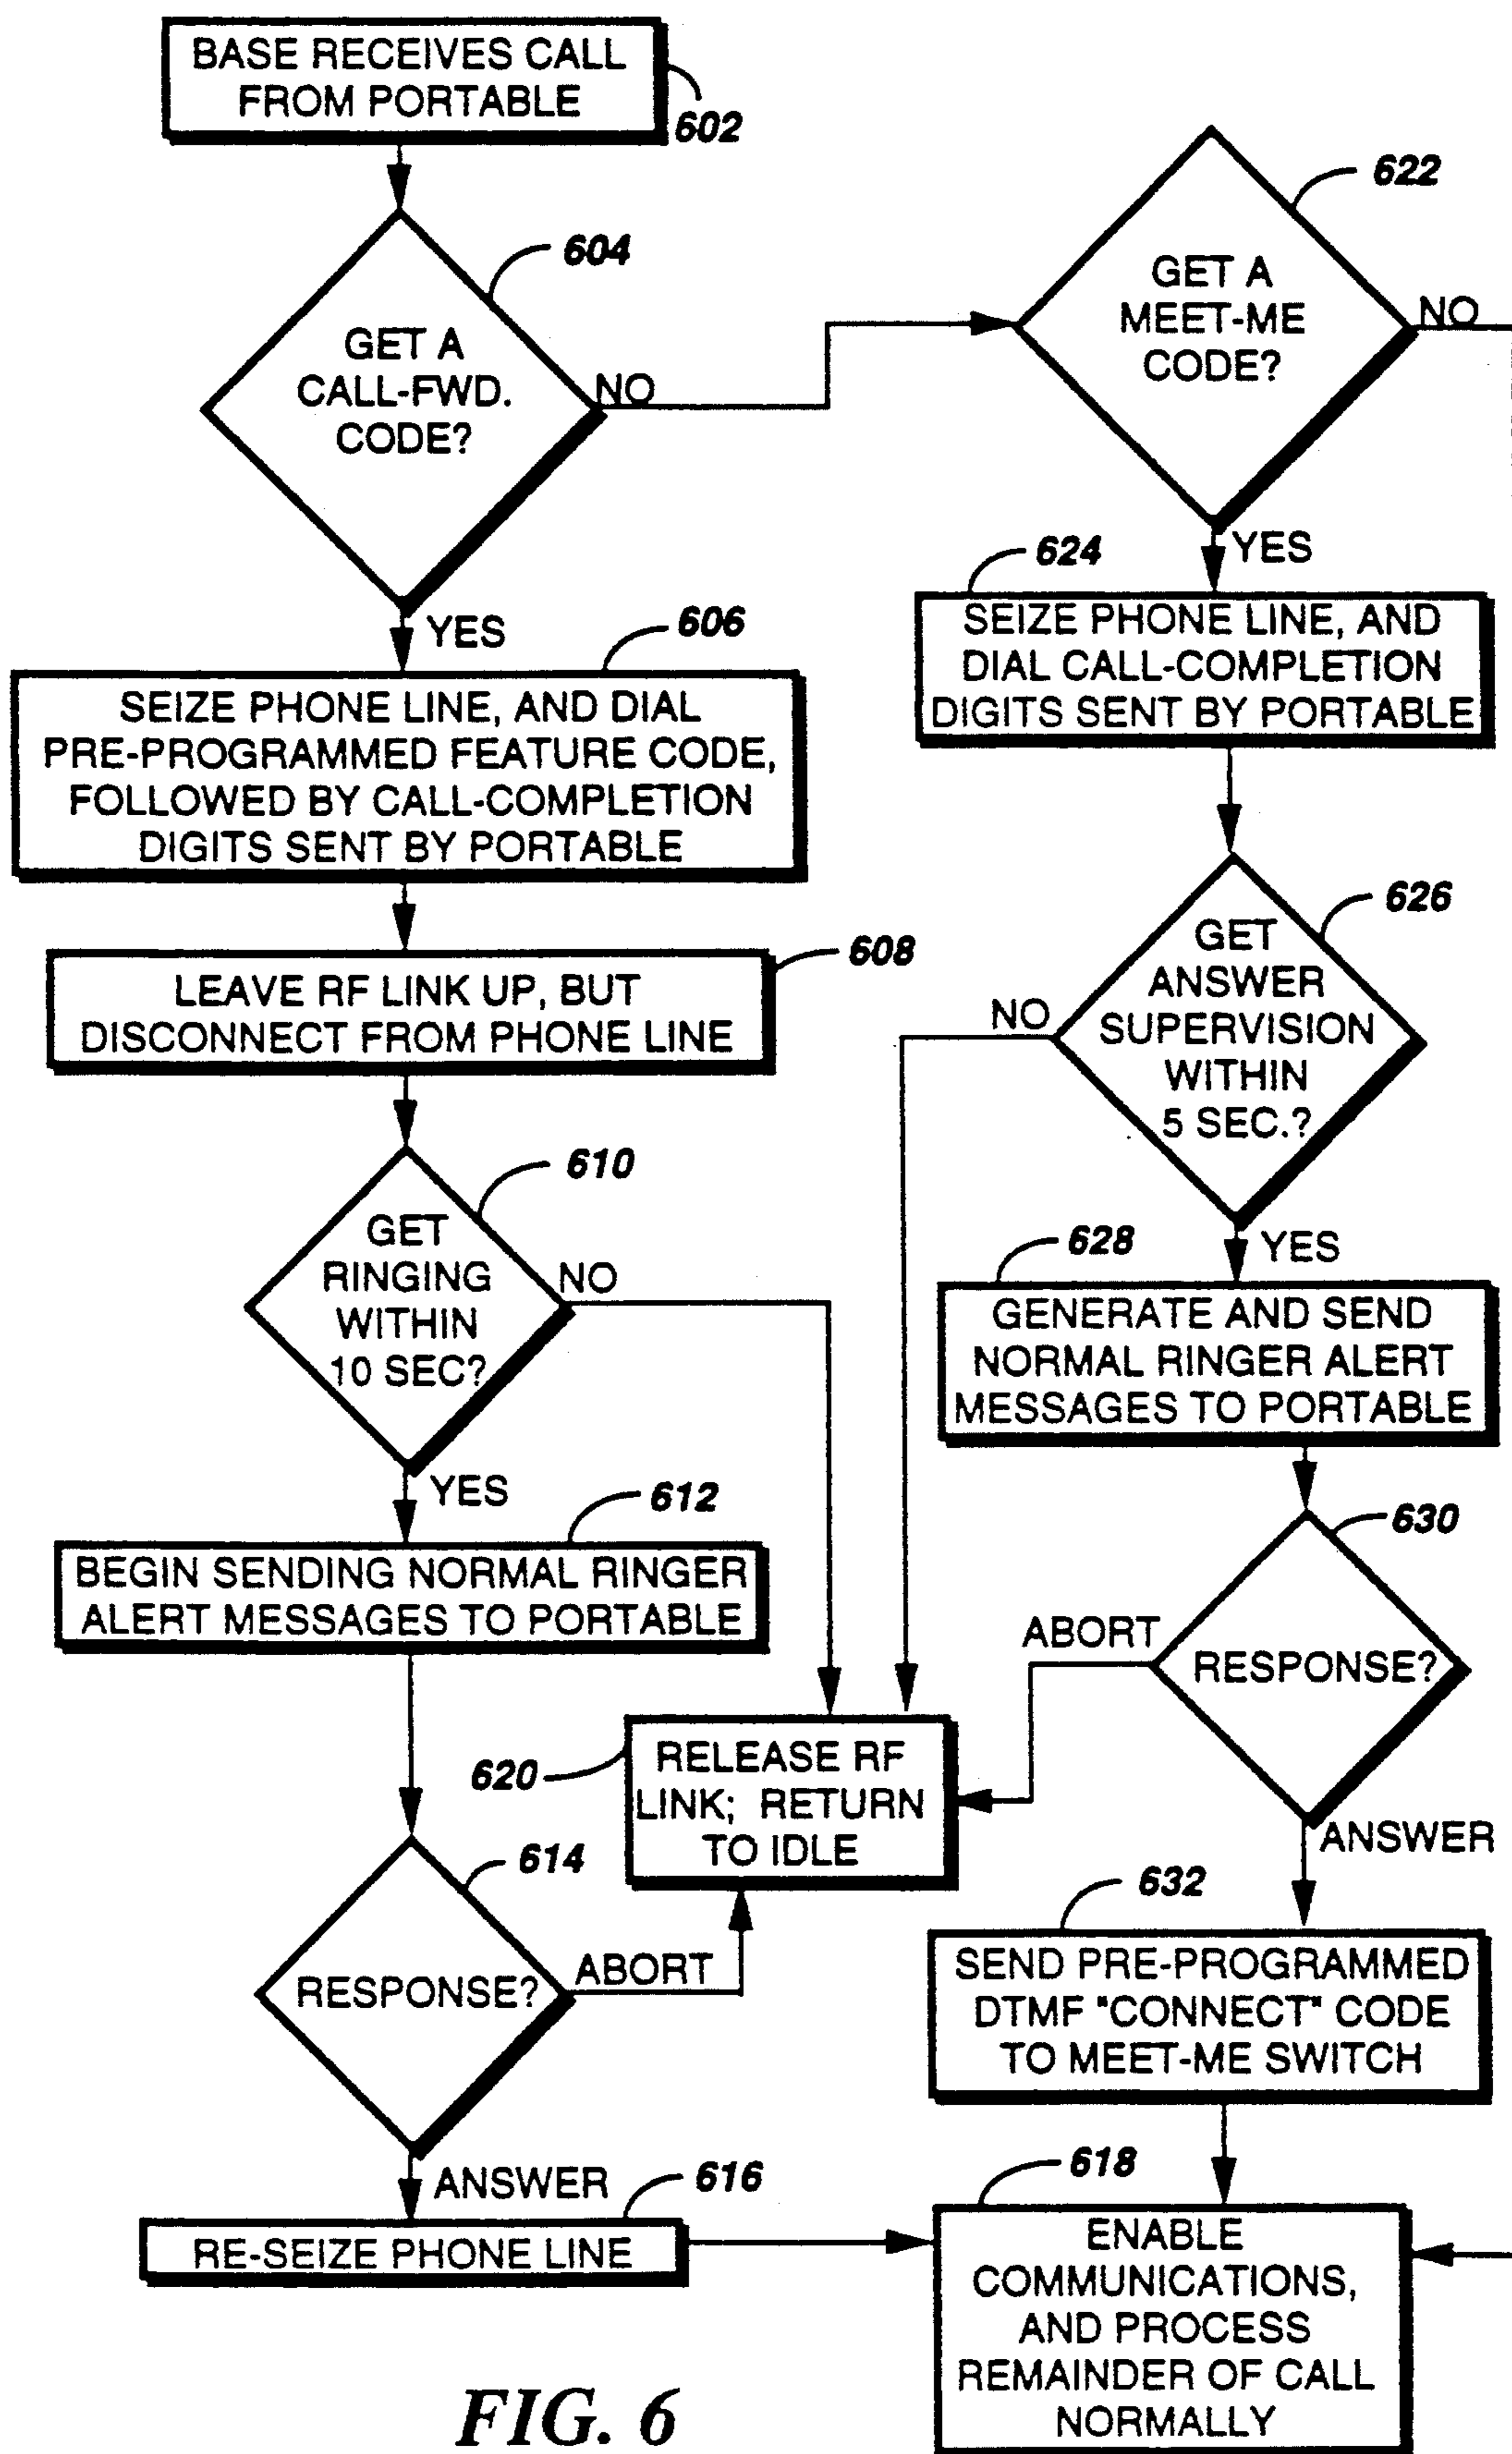 BASE RECEIVES CALL
FROM PORTABLE
602
604
GET A
CALL-FWD.
CODE?
NO
YES
606
SEIZE PHONE LINE, AND DIAL
PRE-PROGRAMMED FEATURE CODE,
FOLLOWED BY CALL-COMPLETION
DIGITS SENT BY PORTABLE
608
LEAVE RF LINK UP, BUT
DISCONNECT FROM PHONE LINE
610
GET
RINGING
WITHIN
10 SEC?
NO
YES
612
BEGIN SENDING NORMAL RINGER
ALERT MESSAGES TO PORTABLE
614
RESPONSE?
ABORT
ANSWER
616
RE-SEIZE PHONE LINE
620
RELEASE RF
LINK; RETURN
TO IDLE
622
GET A
MEET-ME
CODE?
NO
YES
624
SEIZE PHONE LINE, AND
DIAL CALL-COMPLETION
DIGITS SENT BY PORTABLE
626
GET
ANSWER
SUPERVISION
WITHIN
5 SEC.?
NO
YES
628
GENERATE AND SEND
NORMAL RINGER ALERT
MESSAGES TO PORTABLE
630
RESPONSE?
ABORT
ANSWER
632
SEND PRE-PROGRAMMED
DTMF "CONNECT" CODE
TO MEET-ME SWITCH
618
ENABLE
COMMUNICATIONS,
AND PROCESS
REMAINDER OF CALL
NORMALLY
FIG. 6